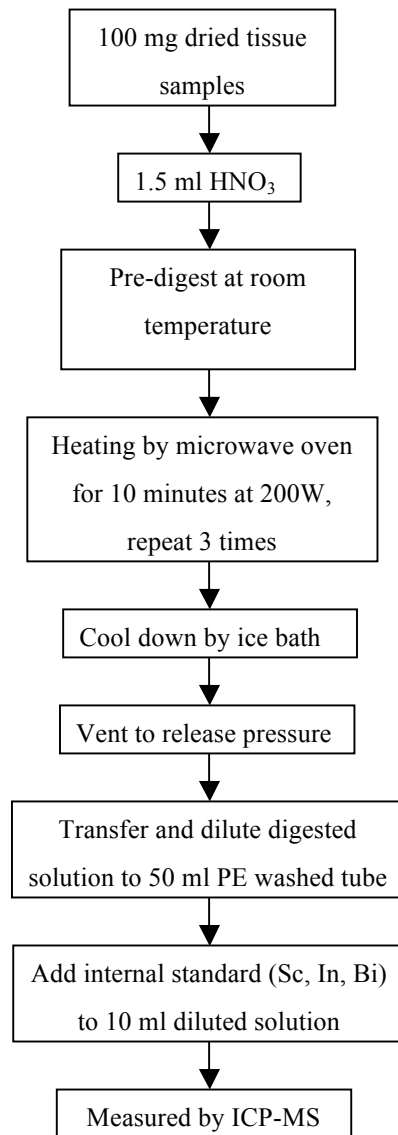 100 mg dried tissue
samples
1.5 ml HNO₃
Pre-digest at room
temperature
Heating by microwave oven
for 10 minutes at 200W,
repeat 3 times
Cool down by ice bath
Vent to release pressure
Transfer and dilute digested
solution to 50 ml PE washed tube
Add internal standard (Sc, In, Bi)
to 10 ml diluted solution
Measured by ICP-MS